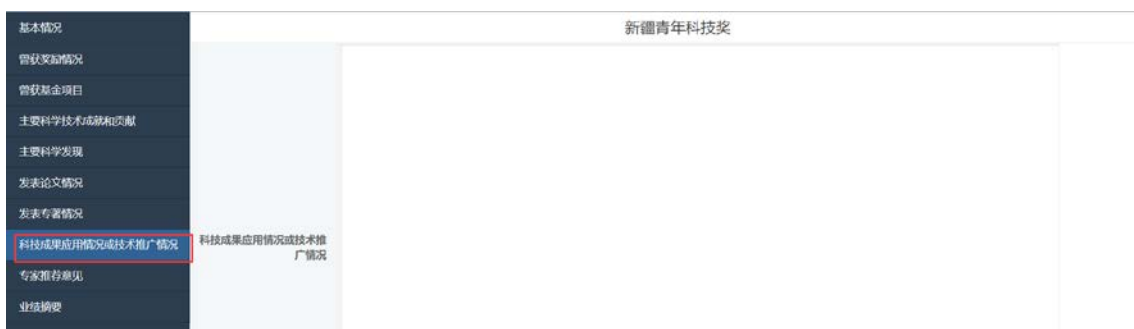 新疆青年科技奖
基本情况
曾获奖励情况
曾获基金项目
主要科学技术成就和贡献
主要科学发现
发表论文情况
发表专著情况
科技成果应用情况或技术推广情况
专家推荐意见
业绩摘要
科技成果应用情况或技术推
广情况